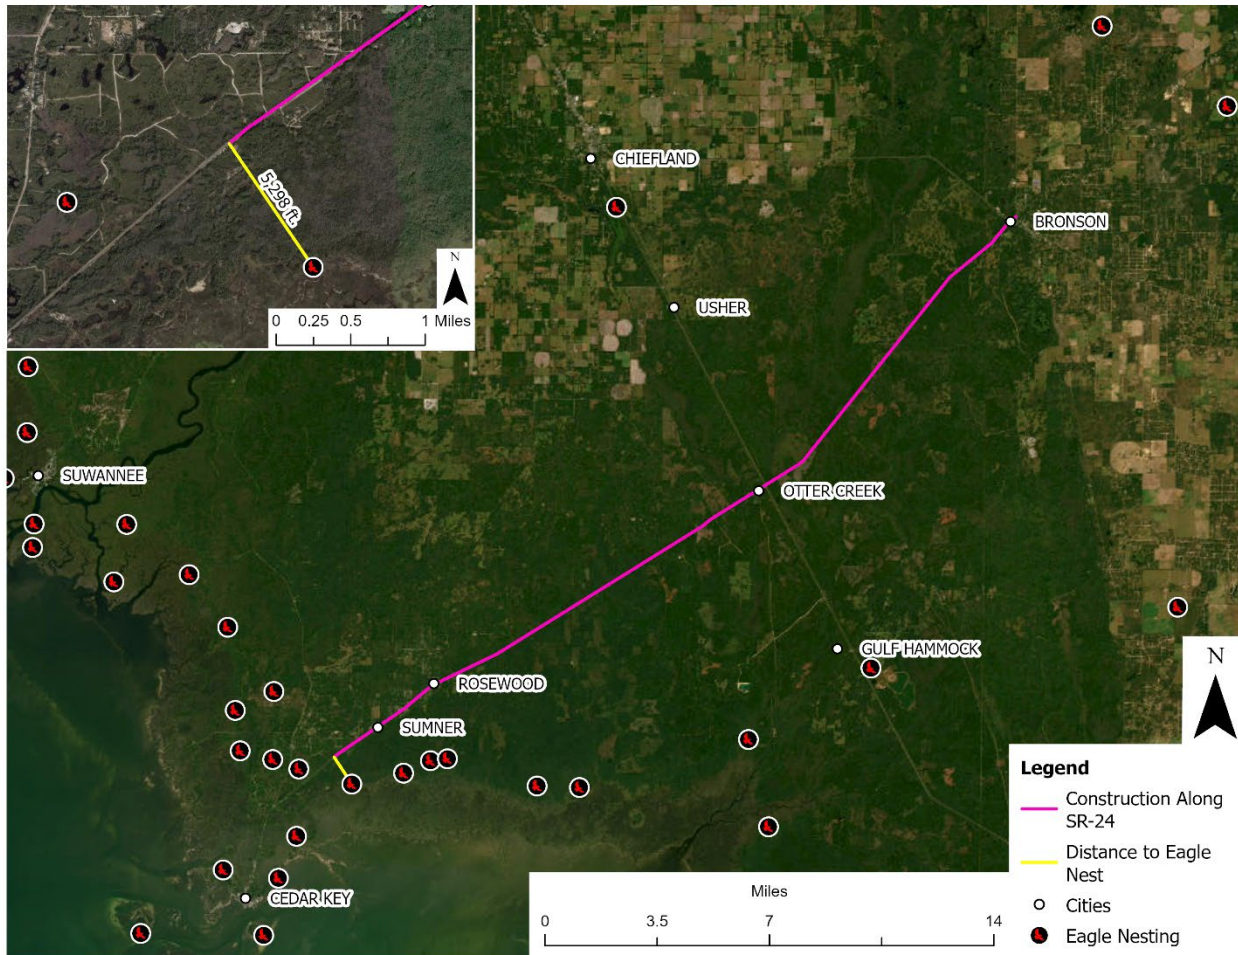 5,298 ft.
N
0 0.25 0.5 1 Miles
CHIEFLAND
BRONSON
USHER
SUWANNEE
OTTER CREEK
GULF HAMMOCK
ROSEWOOD
SUMNER
CEDAR KEY
N
Legend
Construction Along
SR-24
Distance to Eagle
Nest
Cities
Eagle Nesting
Miles
0 3.5 7 14